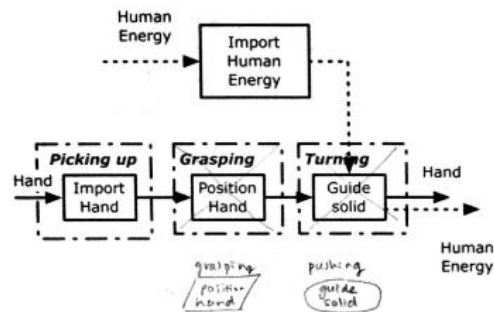 Human
Energy
Import
Human
Energy
Picking up
Grasping
Turning
Hand
Import
Hand
Position
Hand
Guide
solid
Hand
Human
Energy
grasping
position
hand
pushing
guide
solid